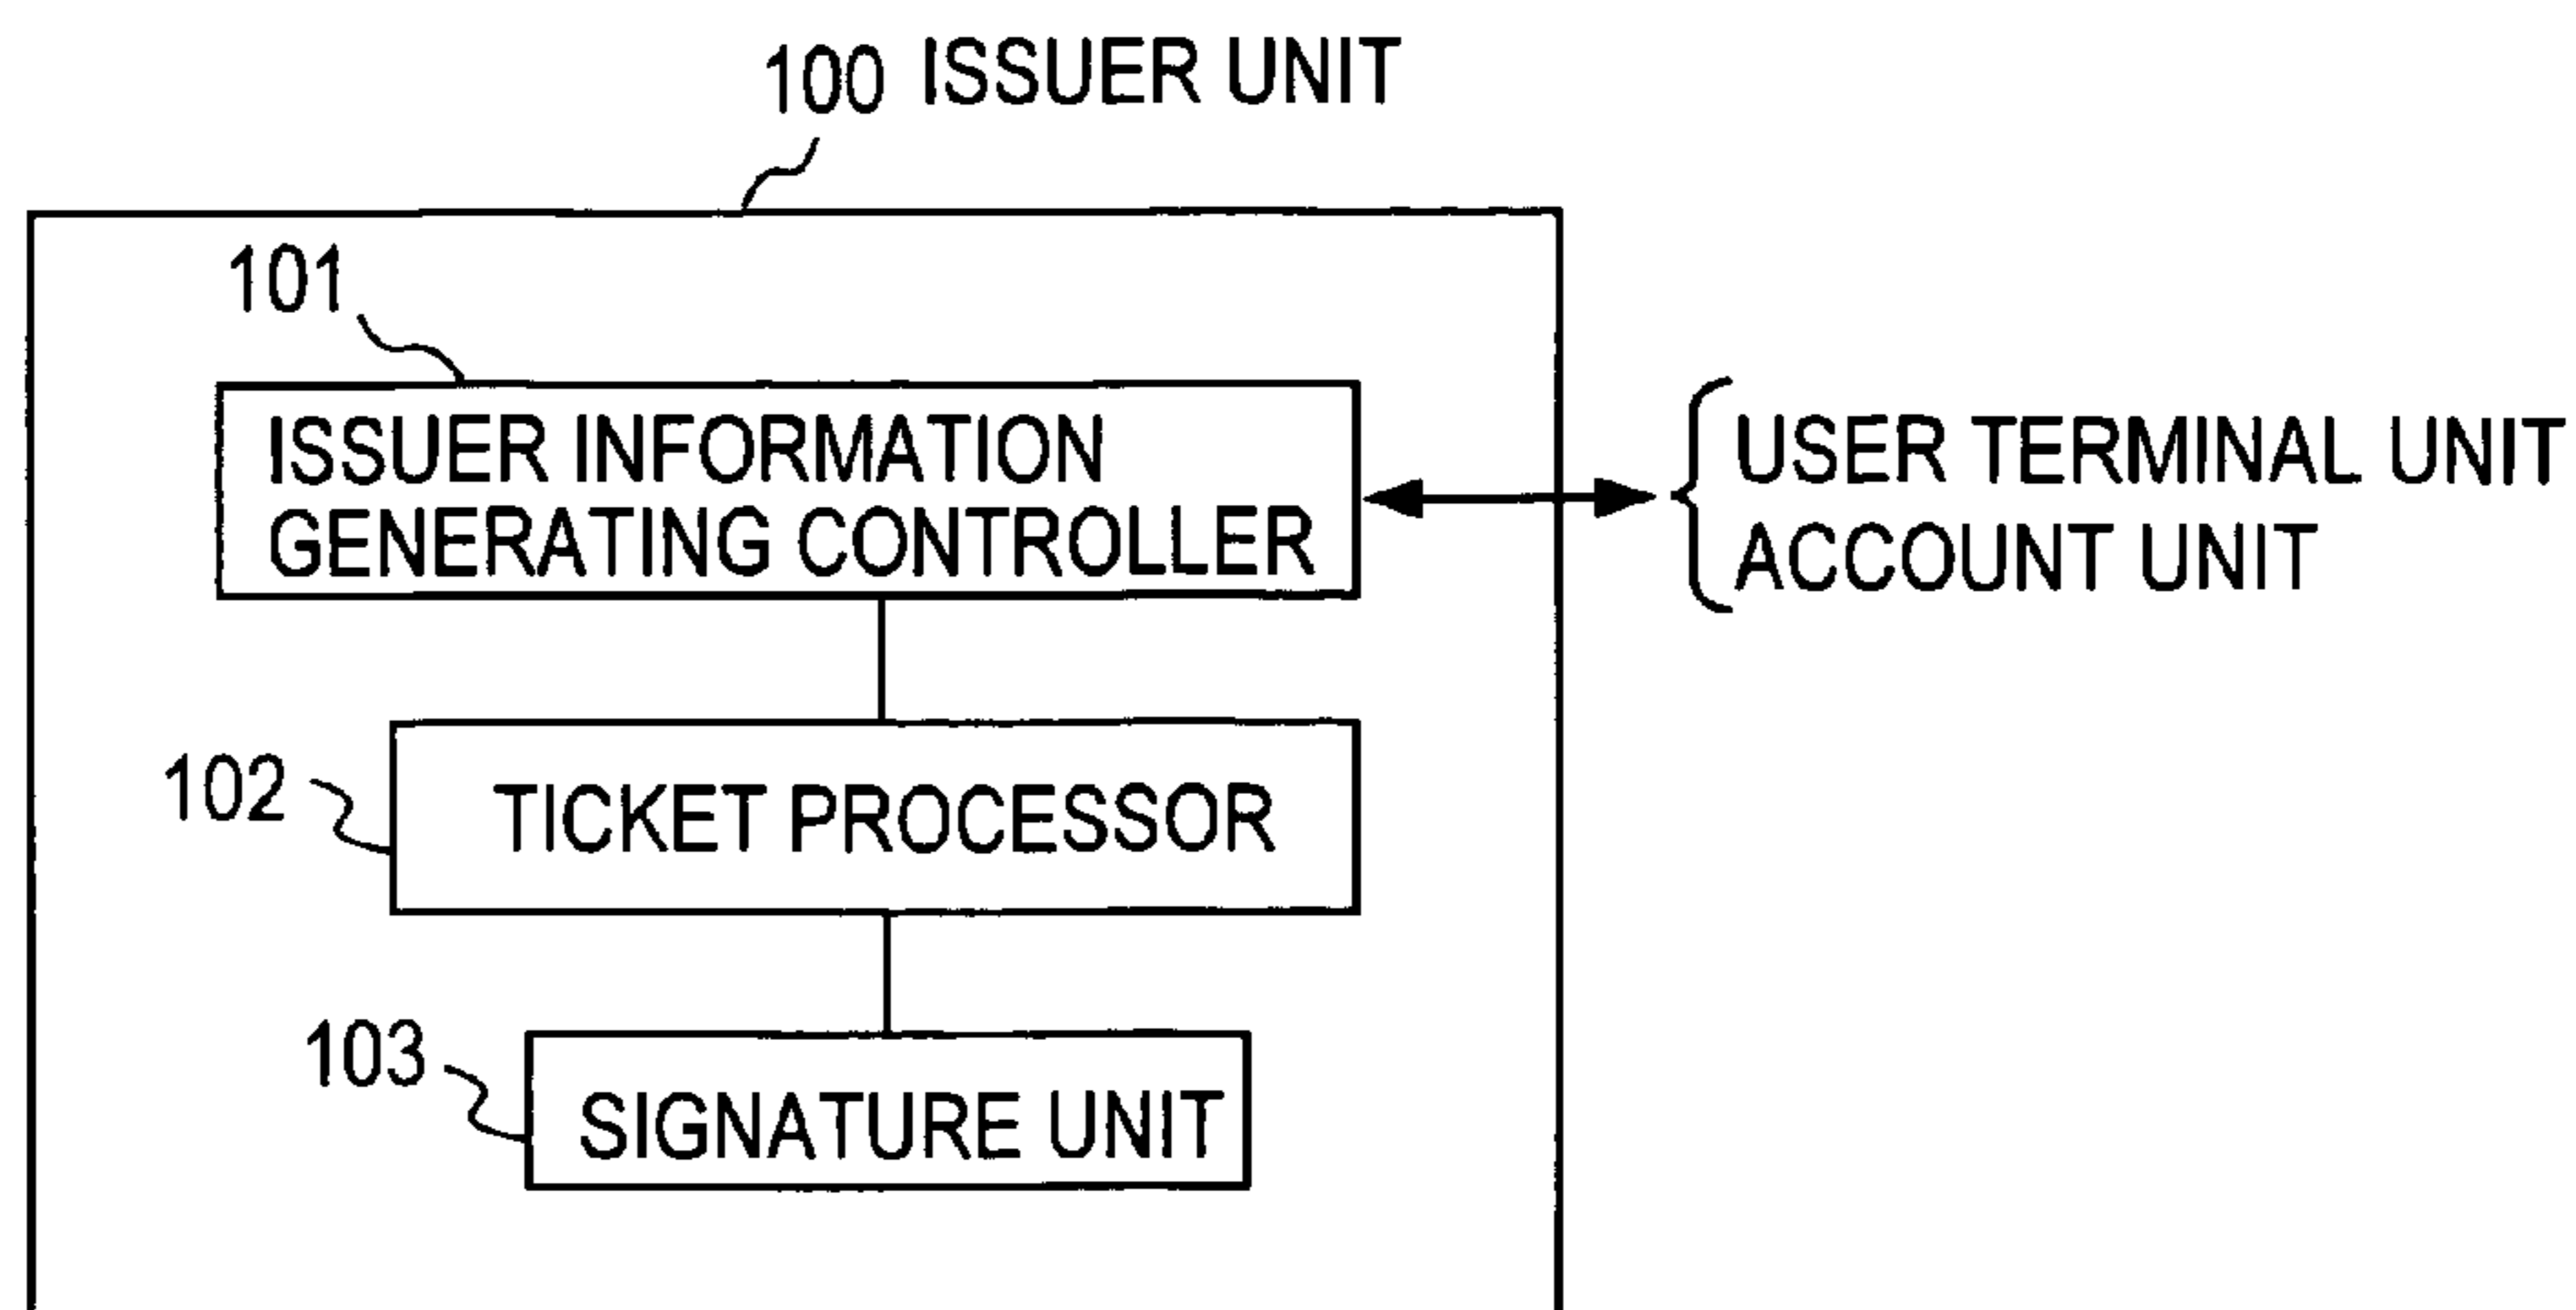 100 ISSUER UNIT
101
ISSUER INFORMATION
GENERATING CONTROLLER
USER TERMINAL UNIT
ACCOUNT UNIT
102
TICKET PROCESSOR
103
SIGNATURE UNIT